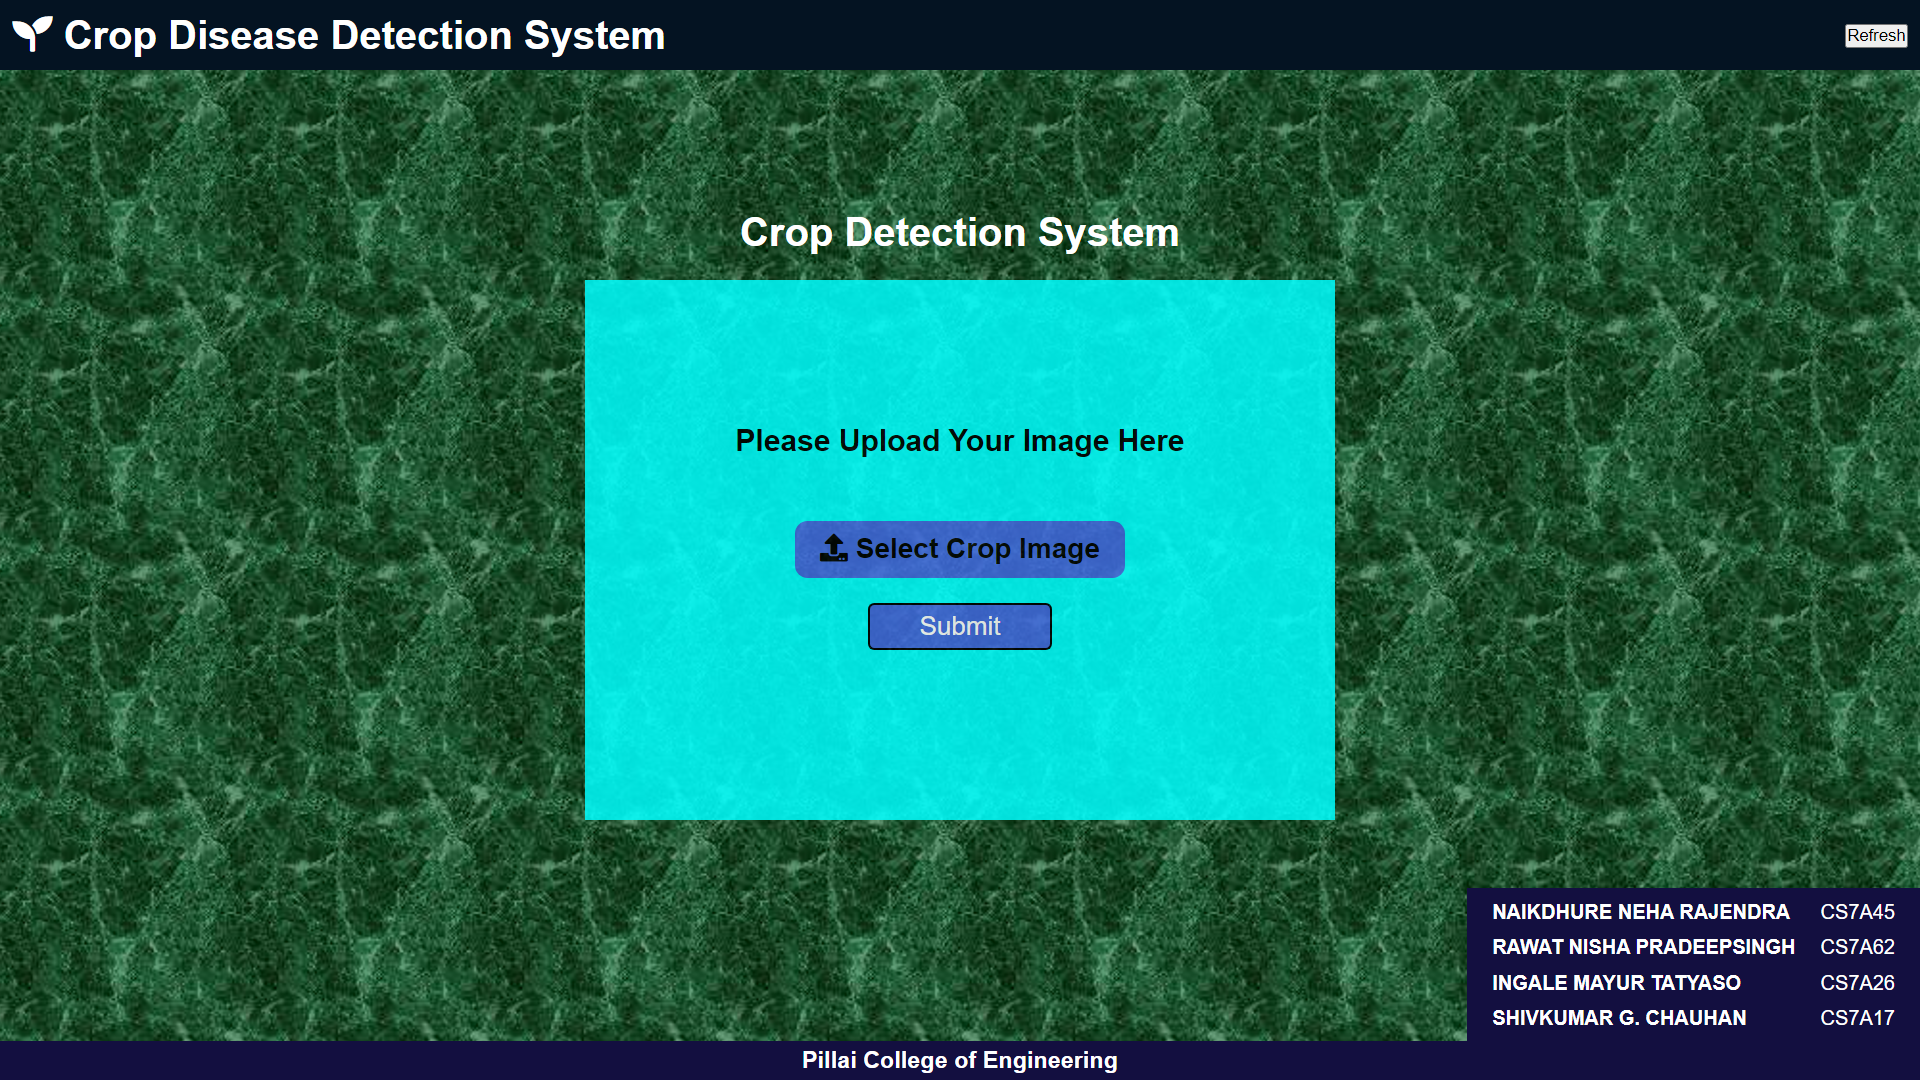 Crop Disease Detection System
Refresh
Crop Detection System
Please Upload Your Image Here
Select Crop Image
Submit
NAIKDHURE NEHA RAJENDRA CS7A45
RAWAT NISHA PRADEEPSINGH CS7A62
INGALE MAYUR TATYASO CS7A26
SHIVKUMAR G. CHAUHAN CS7A17
Pillai College of Engineering